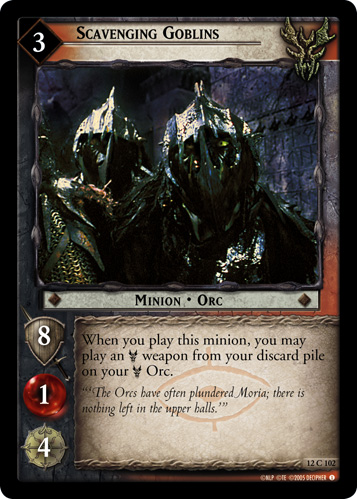 3
SCAVENGING GOBLINS
MINION • ORC
8
1
4
When you play this minion, you may
play an weapon from your discard pile
on your Orc.
“‘The Orcs have often plundered Moria; there is
nothing left in the upper halls.’”
12 C 102
©NLP ©TE ©2005 DECIPHER